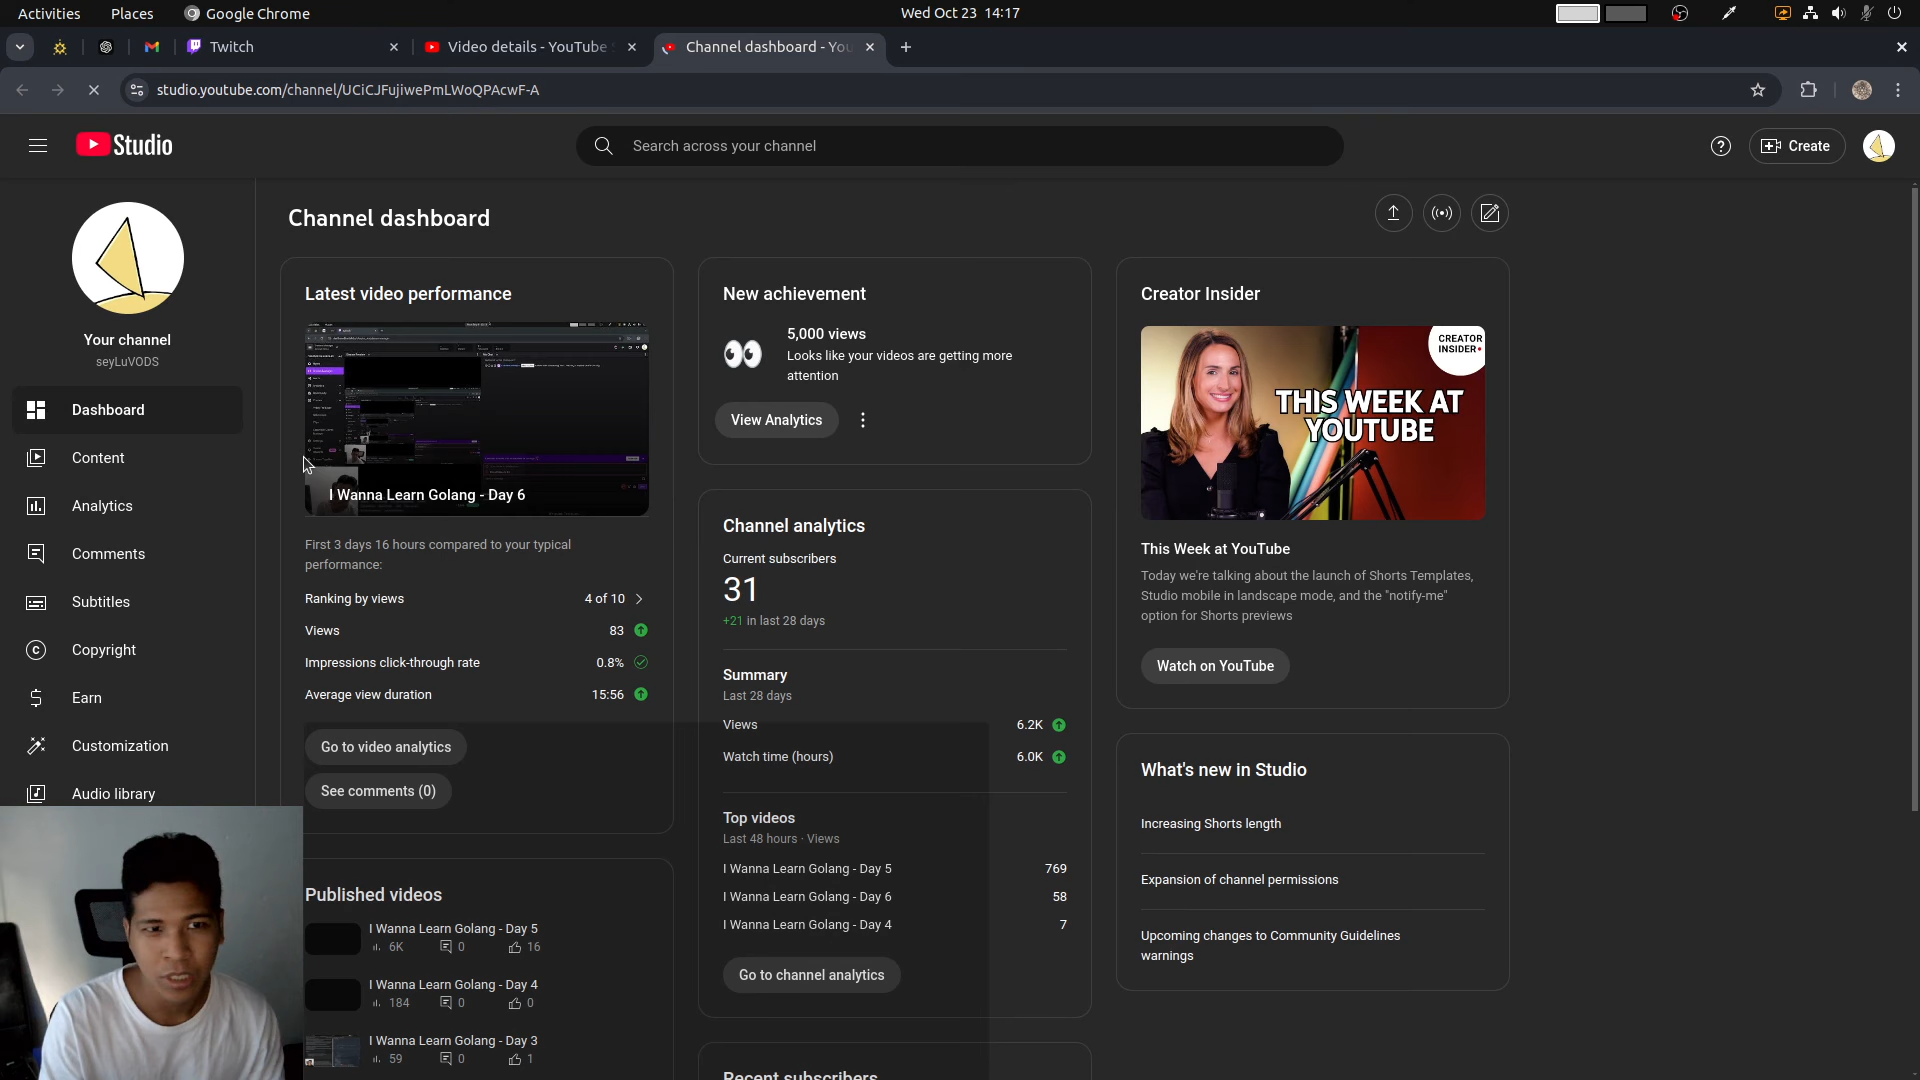 Activities
Places
Google Chrome
Wed Oct 23 14:17
Twitch
Video details - YouTube
Channel dashboard - You
studio.youtube.com/channel/UCiCJFujiwePmLWoQPAcwF-A
Studio
Search across your channel
Create
Your channel
seyLuVODS
Dashboard
Content
Analytics
Comments
Subtitles
Copyright
Earn
Customization
Audio library
Channel dashboard
Latest video performance
I Wanna Learn Golang - Day 6
First 3 days 16 hours compared to your typical
performance:
Ranking by views 4 of 10
Views 83
Impressions click-through rate 0.8%
Average view duration 15:56
Go to video analytics
See comments (0)
Published videos
I Wanna Learn Golang - Day 5
6K 0 16
I Wanna Learn Golang - Day 4
184 0 0
I Wanna Learn Golang - Day 3
59 0 1
New achievement
5,000 views
Looks like your videos are getting more
attention
View Analytics
Channel analytics
Current subscribers
31
+21 in last 28 days
Summary
Last 28 days
Views 6.2K
Watch time (hours) 6.0K
Top videos
Last 48 hours · Views
I Wanna Learn Golang - Day 5 769
I Wanna Learn Golang - Day 6 58
I Wanna Learn Golang - Day 4 7
Go to channel analytics
Recent subscribers
Creator Insider
CREATOR
INSIDER
THIS WEEK AT
YOUTUBE
This Week at YouTube
Today we're talking about the launch of Shorts Templates,
Studio mobile in landscape mode, and the "notify-me"
option for Shorts previews
Watch on YouTube
What's new in Studio
Increasing Shorts length
Expansion of channel permissions
Upcoming changes to Community Guidelines
warnings